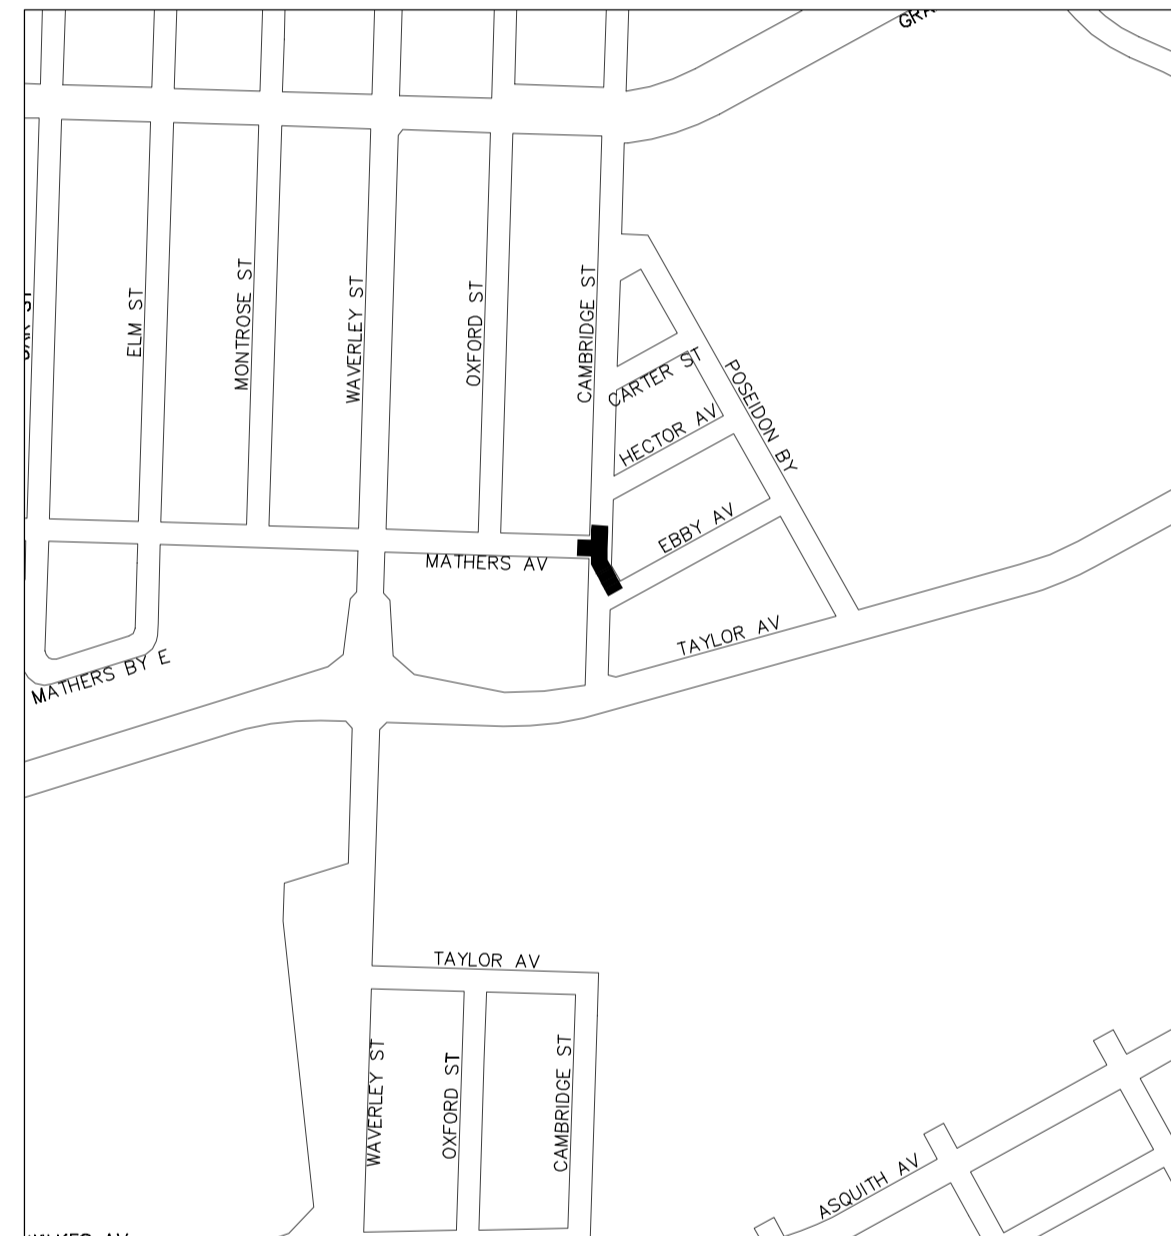 ELM ST
MONTROSE ST
WAVERLEY ST
OXFORD ST
CAMBRIDGE ST
CARTER ST
HECTOR AV
POSEIDON BY
EBBY AV
MATHERS AV
TAYLOR AV
MATHERS BY E
TAYLOR AV
WAVERLEY ST
OXFORD ST
CAMBRIDGE ST
ASQUITH AV